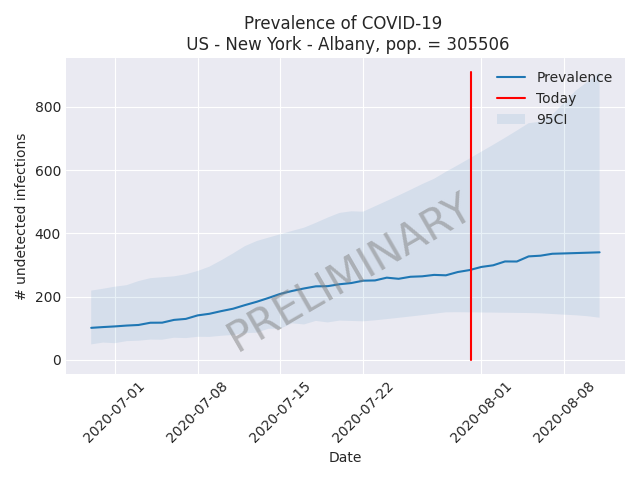 Prevalence of COVID-19
US - New York - Albany, pop. = 305506
Prevalence
Today
95CI
PRELIMINARY
# undetected infections
800
600
400
200
0
2020-07-01
2020-07-08
2020-07-15
2020-07-22
2020-08-01
2020-08-08
Date